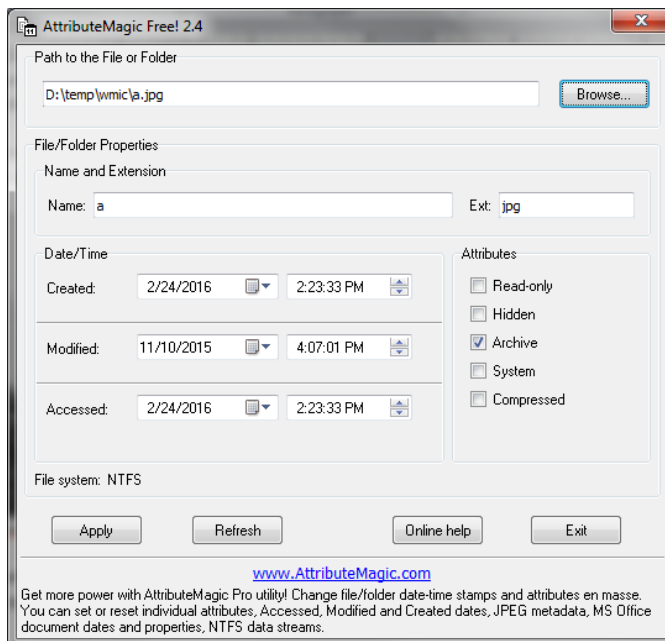 AttributeMagic Free! 2.4
Path to the File or Folder
D:\temp\wmic\a.jpg
Browse...
File/Folder Properties
Name and Extension
Name: a Ext: jpg
Date/Time
Attributes
Created: 2/24/2016 2:23:33 PM
Read-only
Hidden
Modified: 11/10/2015 4:07:01 PM
Archive
System
Accessed: 2/24/2016 2:23:33 PM
Compressed
File system: NTFS
Apply Refresh Online help Exit
www.AttributeMagic.com
Get more power with AttributeMagic Pro utility! Change file/folder date-time stamps and attributes en masse.
You can set or reset individual attributes, Accessed, Modified and Created dates, JPEG metadata, MS Office
document dates and properties, NTFS data streams.